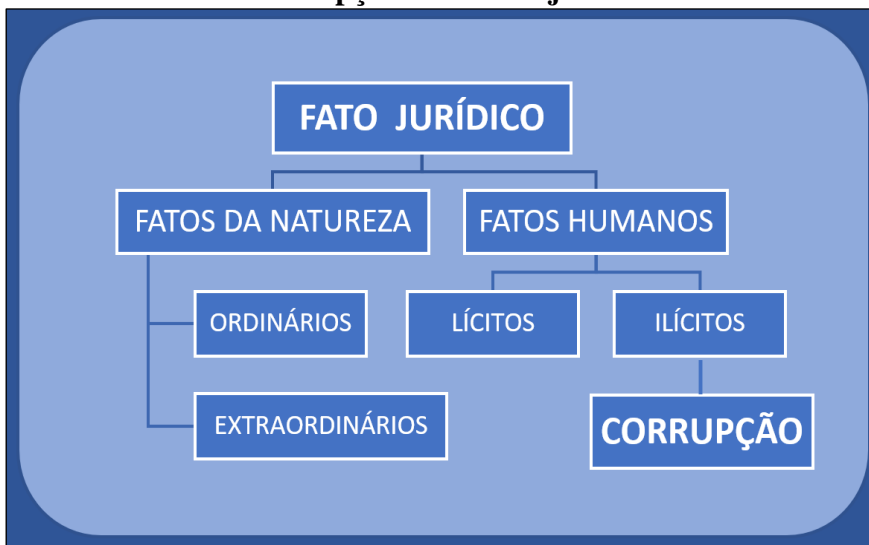 FATO JURÍDICO
FATOS DA NATUREZA
FATOS HUMANOS
ORDINÁRIOS
LÍCITOS
ILÍCITOS
EXTRAORDINÁRIOS
CORRUPÇÃO